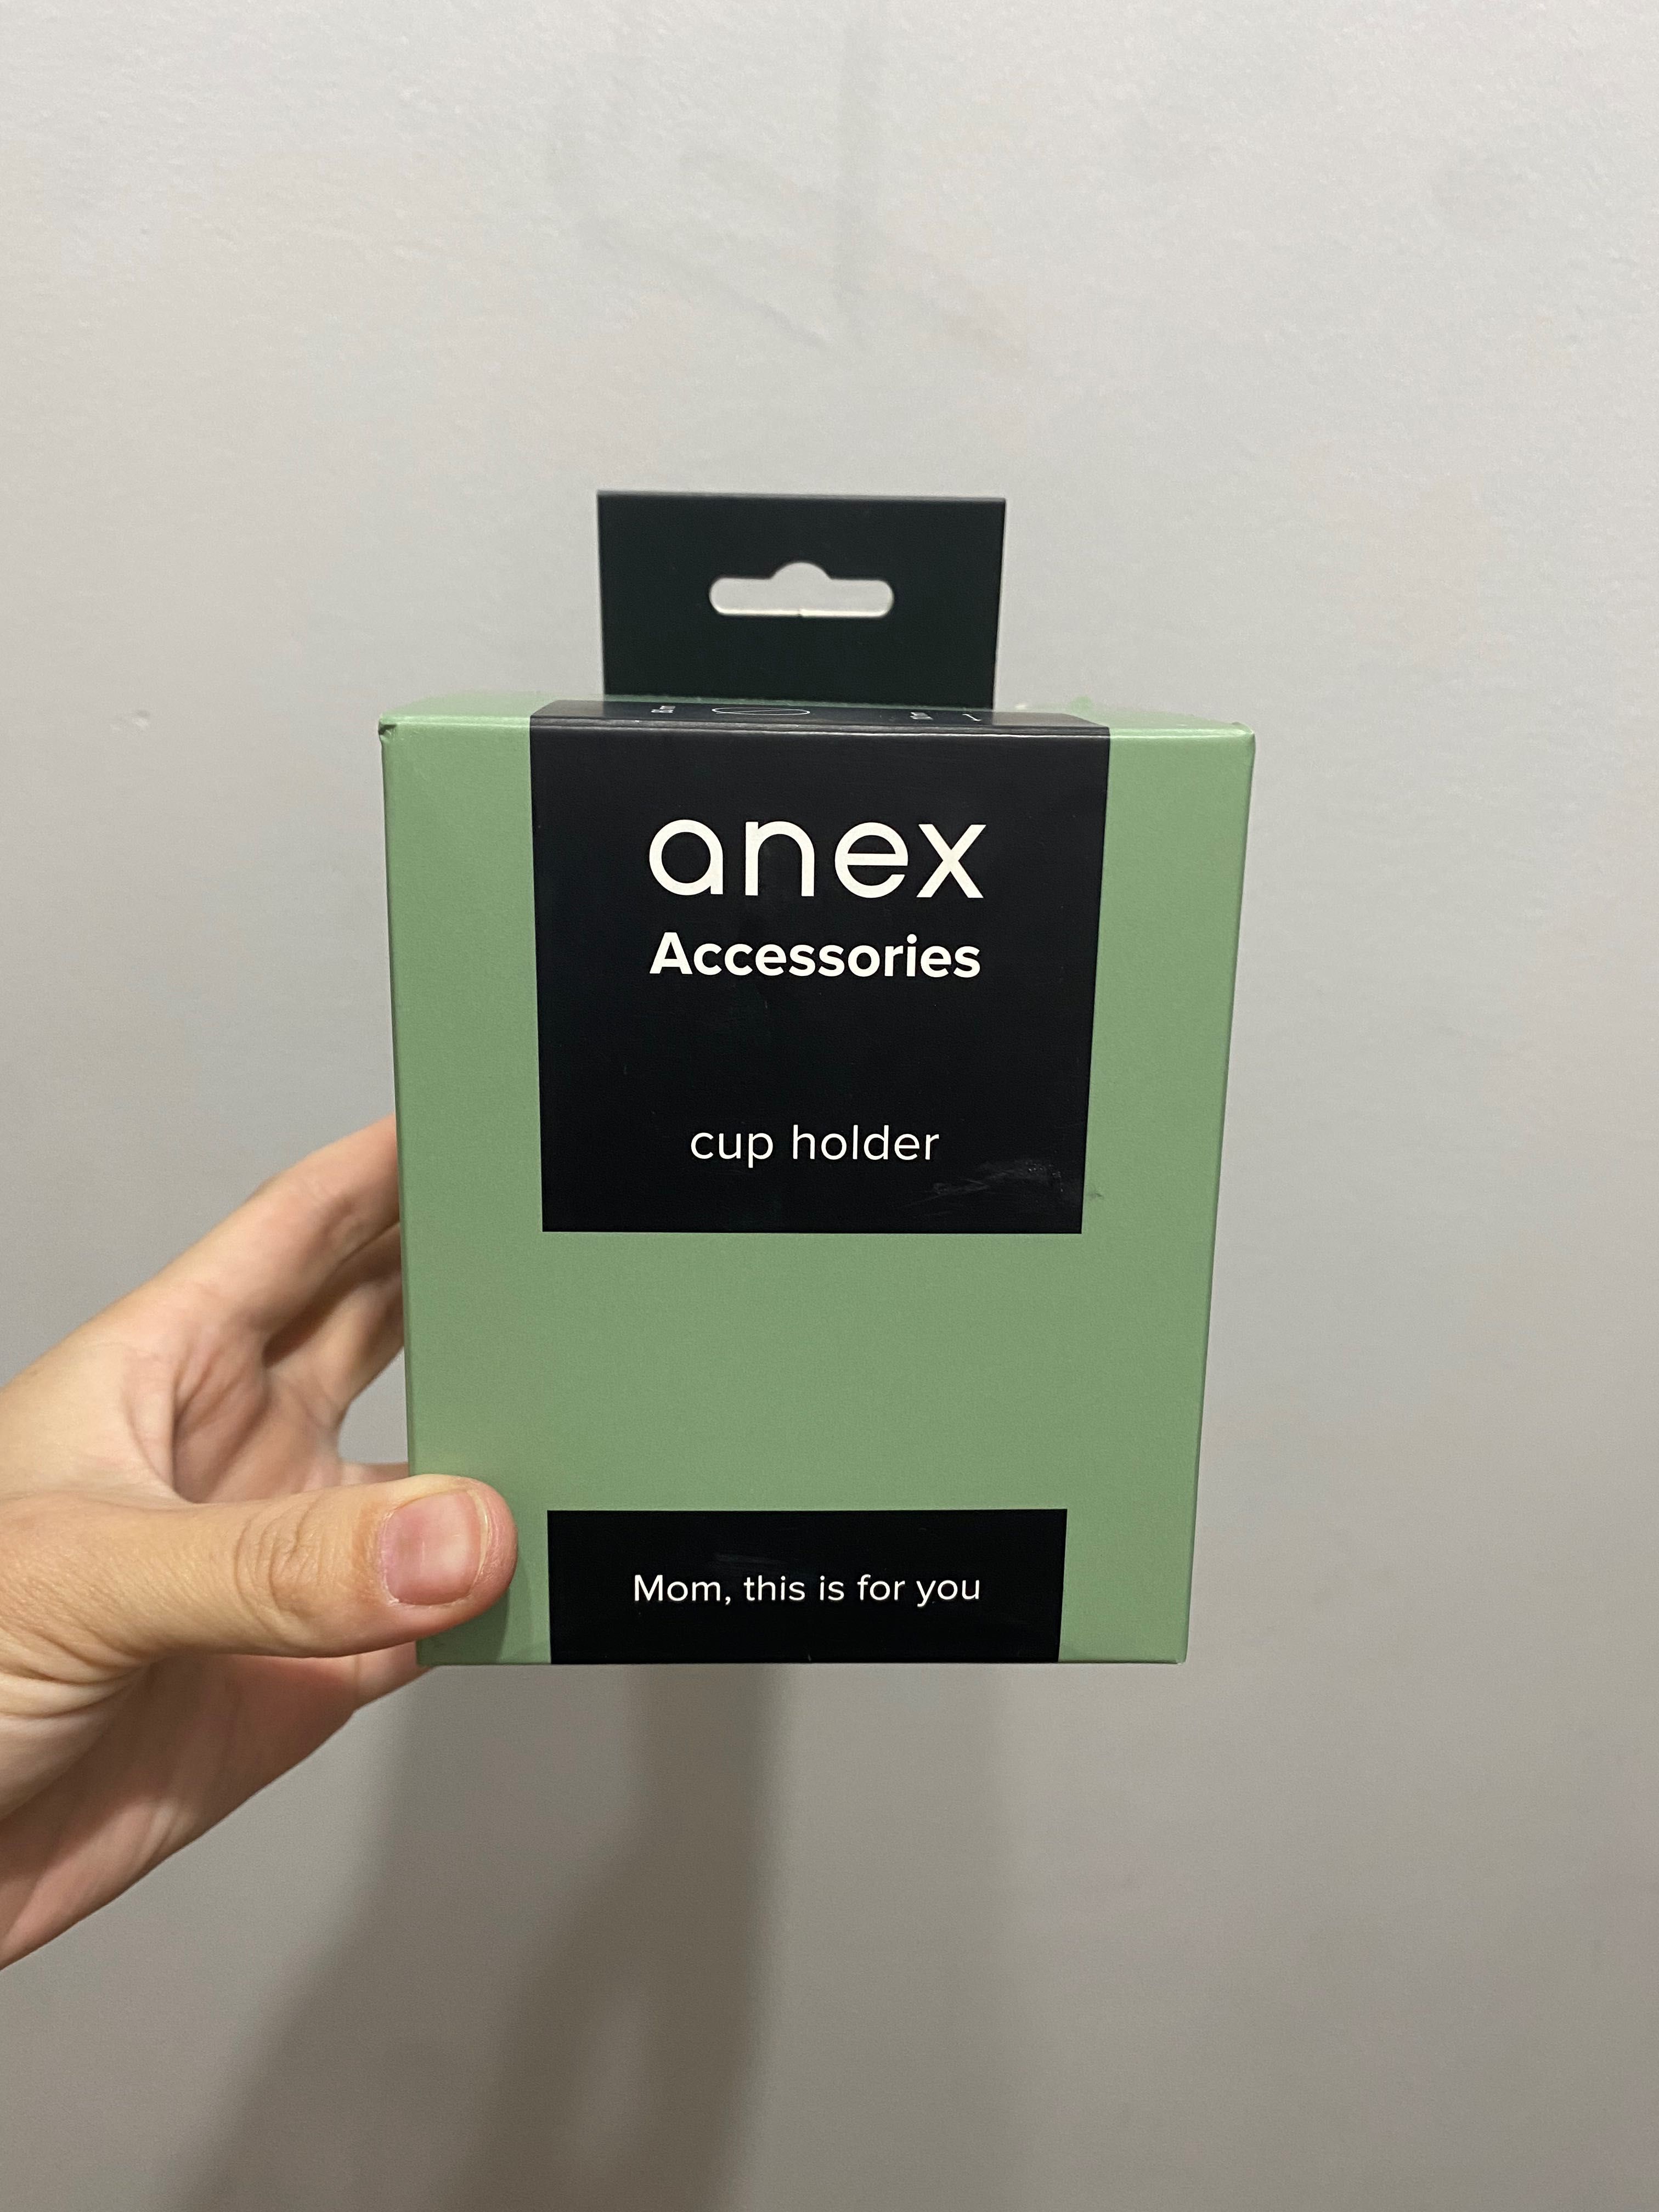 anex
Accessories
cup holder
Mom, this is for you